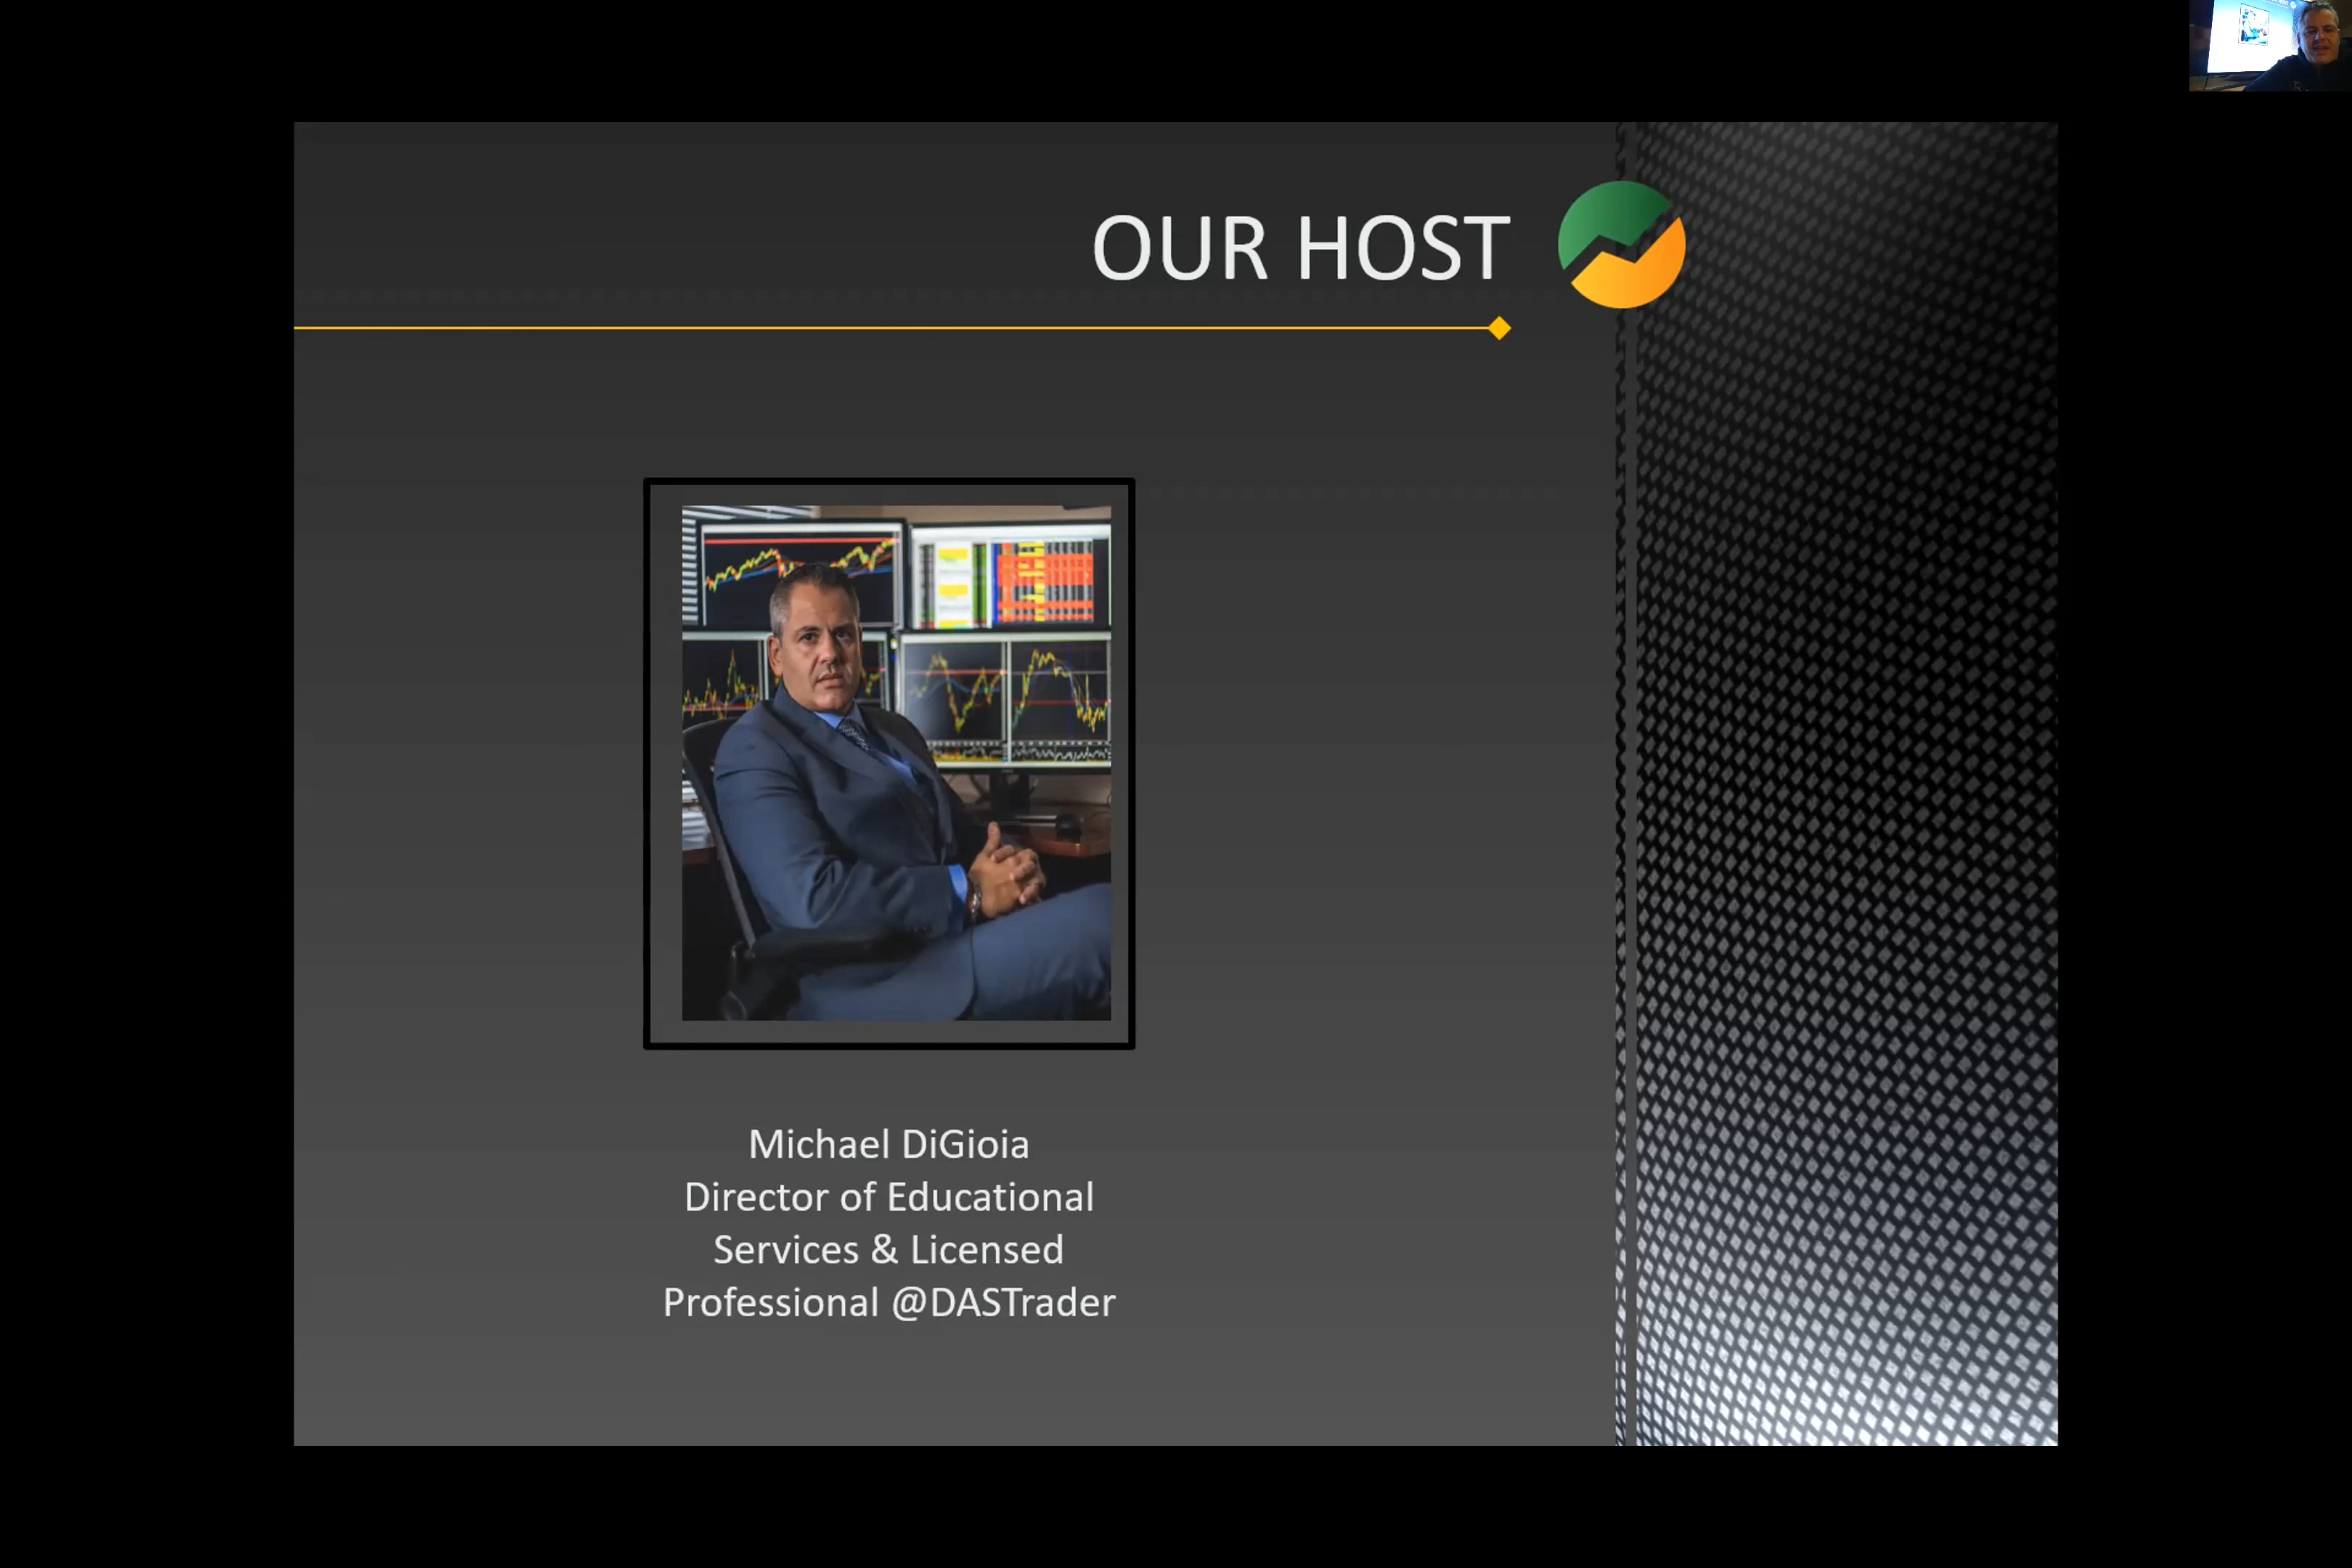 OUR HOST
Michael DiGioia
Director of Educational
Services & Licensed
Professional @DASTrader